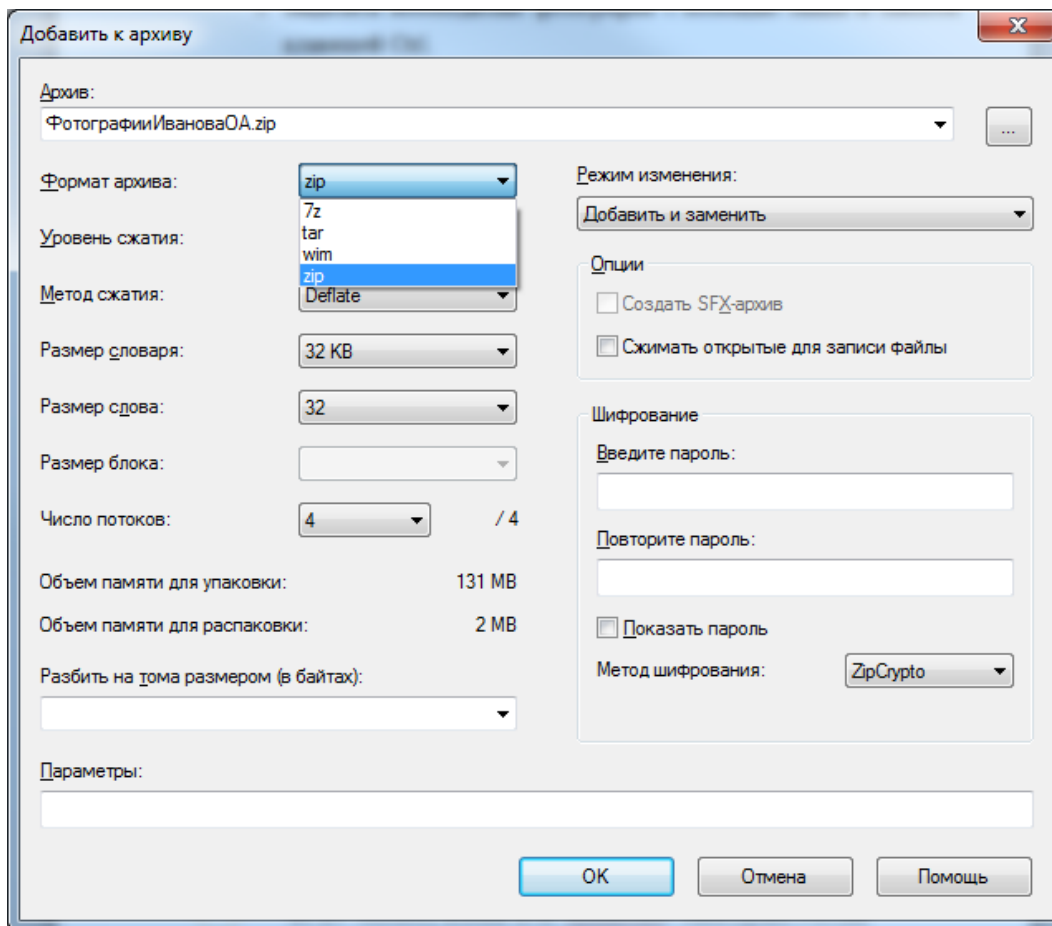 Добавить к архиву
Архив:
ФотографииИвановаОА.zip
...
Формат архива:
zip
7z
tar
wim
zip
Уровень сжатия:
Метод сжатия:
Deflate
Размер словаря:
32 KB
Размер слова:
32
Размер блока:
Число потоков:
4
/ 4
Объем памяти для упаковки:
131 MB
Объем памяти для распаковки:
2 MB
Разбить на тома размером (в байтах):
Режим изменения:
Добавить и заменить
Опции
Создать SFX-архив
Сжимать открытые для записи файлы
Шифрование
Введите пароль:
Повторите пароль:
Показать пароль
Метод шифрования:
ZipCrypto
Параметры:
OK
Отмена
Помощь